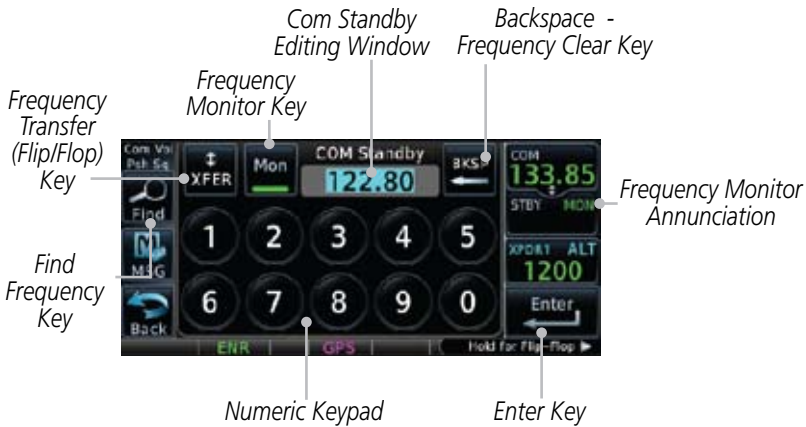 Com Standby
Editing Window
Backspace -
Frequency Clear Key
Frequency
Monitor Key
Frequency
Transfer
(Flip/Flop)
Key
Find
Frequency
Key
Com Vol
Psh Sq
XFER
Mon
COM Standby
122.80
BKSP
COM
133.85
STBY MON
Find
MSG
Back
1 2 3 4 5
6 7 8 9 0
XPDR1 ALT
1200
Enter
ENR GPS
Hold for Flip-Flop
Frequency Monitor
Annunciation
Numeric Keypad
Enter Key